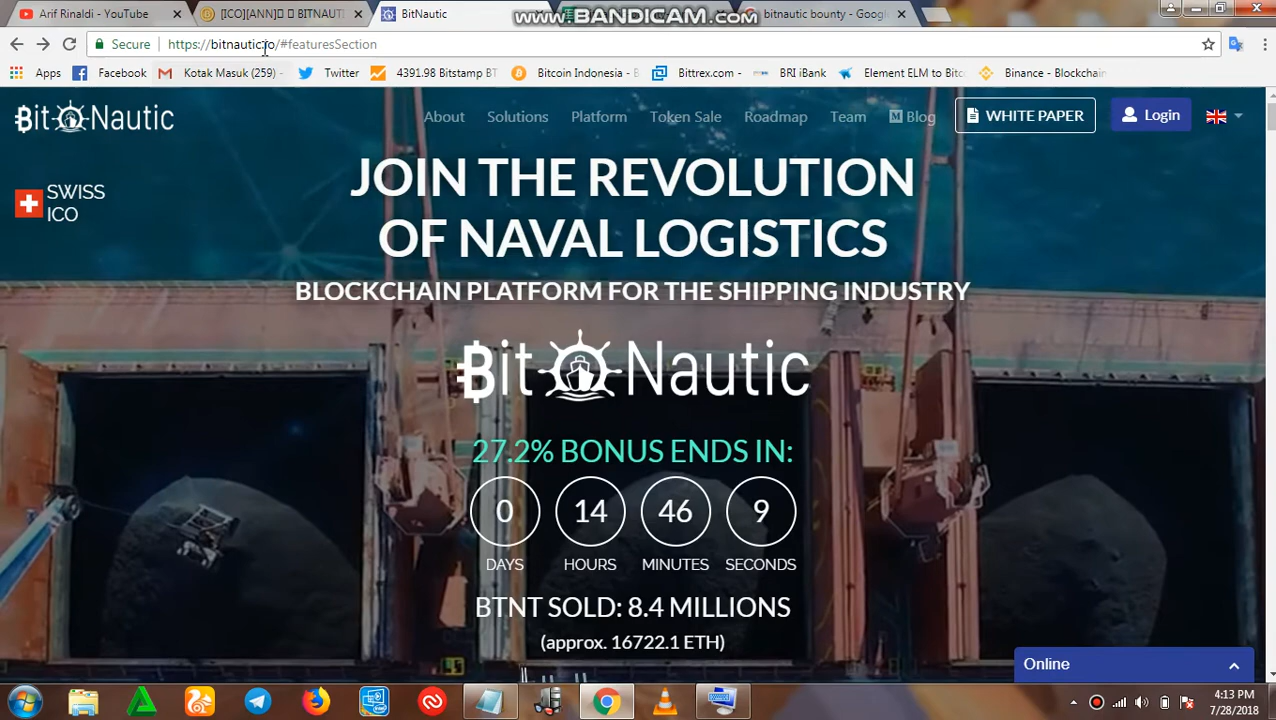 Arif Rinaldi - YouTube
[ICO][ANN] BITNAUT
BitNautic
www.BANDICAM.com
bitnautic bounty - Googl
Secure
https://bitnautic.io/#featuresSection
Apps
Facebook
Kotak Masuk (259) -
Twitter
4391.98 Bitstamp BT
Bitcoin Indonesia - B
Bittrex.com -
BRI iBank
Element ELM to Bitc
Binance - Blockchain
BitNautic
About
Solutions
Platform
Token Sale
Roadmap
Team
Blog
WHITE PAPER
Login
SWISS
ICO
JOIN THE REVOLUTION
OF NAVAL LOGISTICS
BLOCKCHAIN PLATFORM FOR THE SHIPPING INDUSTRY
BitNautic
27.2% BONUS ENDS IN:
0
14
46
9
DAYS
HOURS
MINUTES
SECONDS
BTNT SOLD: 8.4 MILLIONS
(approx. 16722.1 ETH)
Online
4:13 PM
7/28/2018